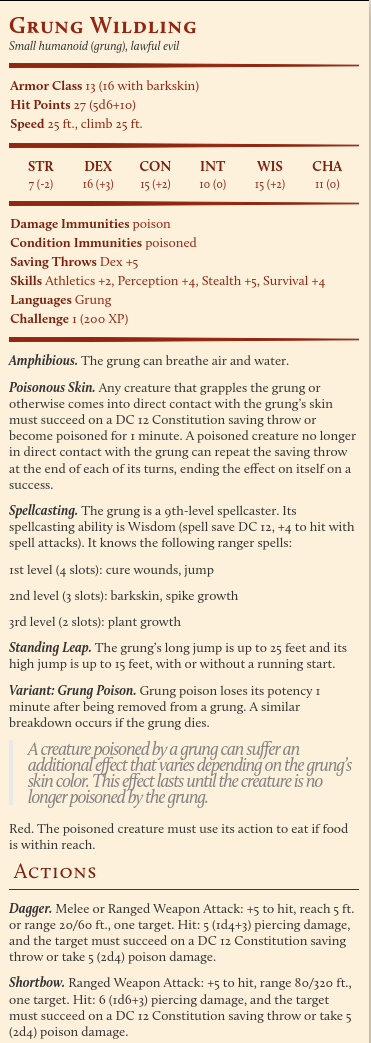 Grung Wildling
Small humanoid (grung), lawful evil
Armor Class 13 (16 with barkskin)
Hit Points 27 (5d6+10)
Speed 25 ft., climb 25 ft.
STR DEX CON INT WIS CHA
7 (-2) 16 (+3) 15 (+2) 10 (0) 15 (+2) 11 (0)
Damage Immunities poison
Condition Immunities poisoned
Saving Throws Dex +5
Skills Athletics +2, Perception +4, Stealth +5, Survival +4
Languages Grung
Challenge 1 (200 XP)
Amphibious. The grung can breathe air and water.
Poisonous Skin. Any creature that grapples the grung or
otherwise comes into direct contact with the grung's skin
must succeed on a DC 12 Constitution saving throw or
become poisoned for 1 minute. A poisoned creature no longer
in direct contact with the grung can repeat the saving throw
at the end of each of its turns, ending the effect on itself on a
success.
Spellcasting. The grung is a 9th-level spellcaster. Its
spellcasting ability is Wisdom (spell save DC 12, +4 to hit with
spell attacks). It knows the following ranger spells:
1st level (4 slots): cure wounds, jump
2nd level (3 slots): barkskin, spike growth
3rd level (2 slots): plant growth
Standing Leap. The grung's long jump is up to 25 feet and its
high jump is up to 15 feet, with or without a running start.
Variant: Grung Poison. Grung poison loses its potency 1
minute after being removed from a grung. A similar
breakdown occurs if the grung dies.
A creature poisoned by a grung can suffer an
additional effect that varies depending on the grung's
skin color. This effect lasts until the creature is no
longer poisoned by the grung.
Red. The poisoned creature must use its action to eat if food
is within reach.
Actions
Dagger. Melee or Ranged Weapon Attack: +5 to hit, reach 5 ft.
or range 20/60 ft., one target. Hit: 5 (1d4+3) piercing damage,
and the target must succeed on a DC 12 Constitution saving
throw or take 5 (2d4) poison damage.
Shortbow. Ranged Weapon Attack: +5 to hit, range 80/320 ft.,
one target. Hit: 6 (1d6+3) piercing damage, and the target
must succeed on a DC 12 Constitution saving throw or take 5
(2d4) poison damage.